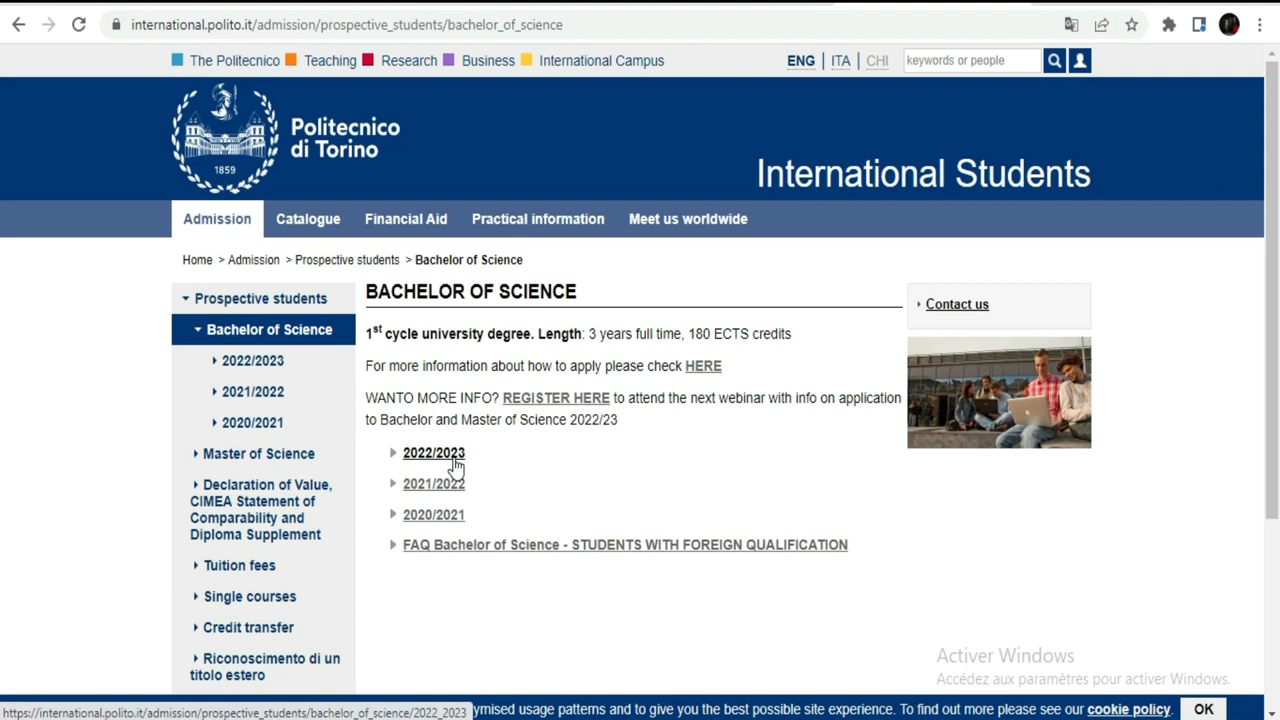 international.polito.it/admission/prospective_students/bachelor_of_science
The Politecnico
Teaching
Research
Business
International Campus
ENG | ITA | CHI
keywords or people
Politecnico
di Torino
1859
International Students
Admission
Catalogue
Financial Aid
Practical information
Meet us worldwide
Home > Admission > Prospective students > Bachelor of Science
Prospective students
Bachelor of Science
2022/2023
2021/2022
2020/2021
Master of Science
Declaration of Value,
CIMEA Statement of
Comparability and
Diploma Supplement
Tuition fees
Single courses
Credit transfer
Riconoscimento di un
titolo estero
BACHELOR OF SCIENCE
1st cycle university degree. Length: 3 years full time, 180 ECTS credits
For more information about how to apply please check HERE
WANTO MORE INFO? REGISTER HERE to attend the next webinar with info on application
to Bachelor and Master of Science 2022/23
2022/2023
2021/2022
2020/2021
FAQ Bachelor of Science - STUDENTS WITH FOREIGN QUALIFICATION
Contact us
Activer Windows
Accédez aux paramètres pour activer Windows.
https://international.polito.it/admission/prospective_students/bachelor_of_science/2022_2023
ymised usage patterns and to give you the best possible site experience. To find out more please see our cookie policy.
OK